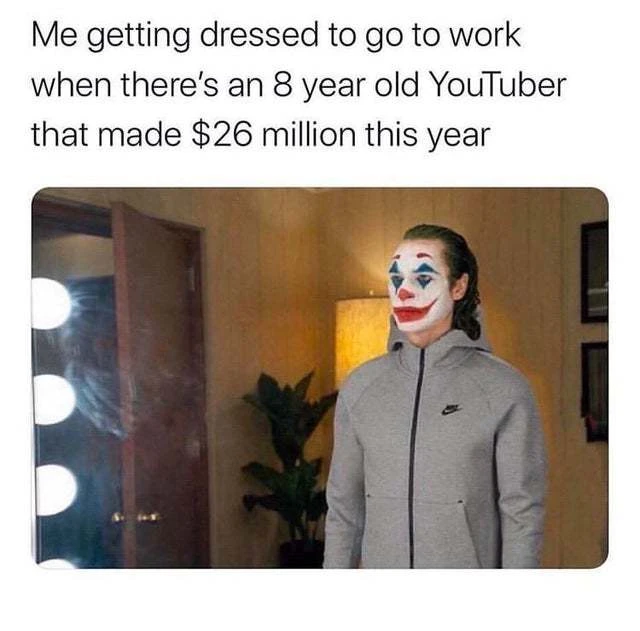 Me getting dressed to go to work
when there's an 8 year old YouTuber
that made $26 million this year